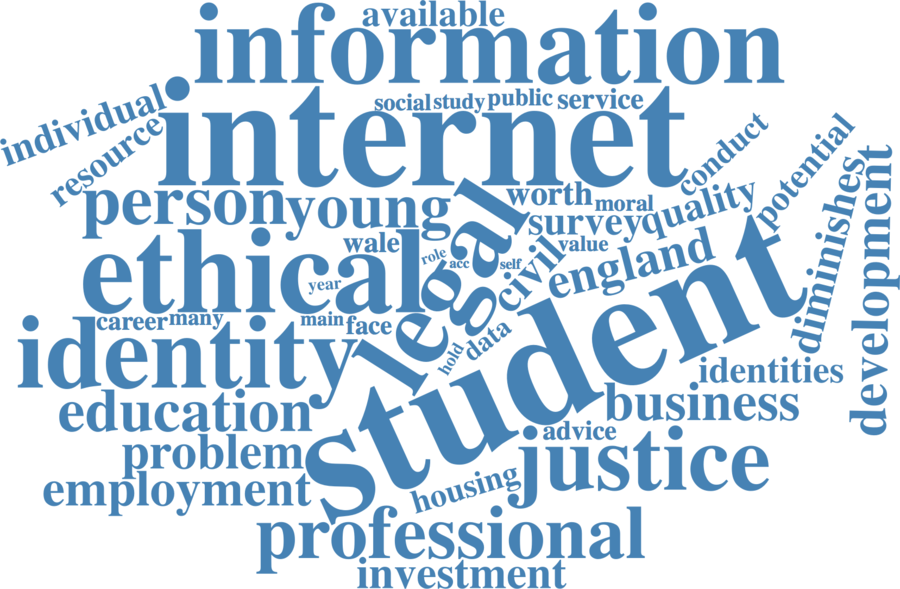 available
information
internet
social study public service
individual
resource
conduct
potential
person young
worth moral
survey quality
diminishes
development
legal
wale
role acc self
civil
value
england
ethical
year
student
career many
main face
hold data
identity
identities
education
business
advice
problem
justice
employment
housing
professional
investment